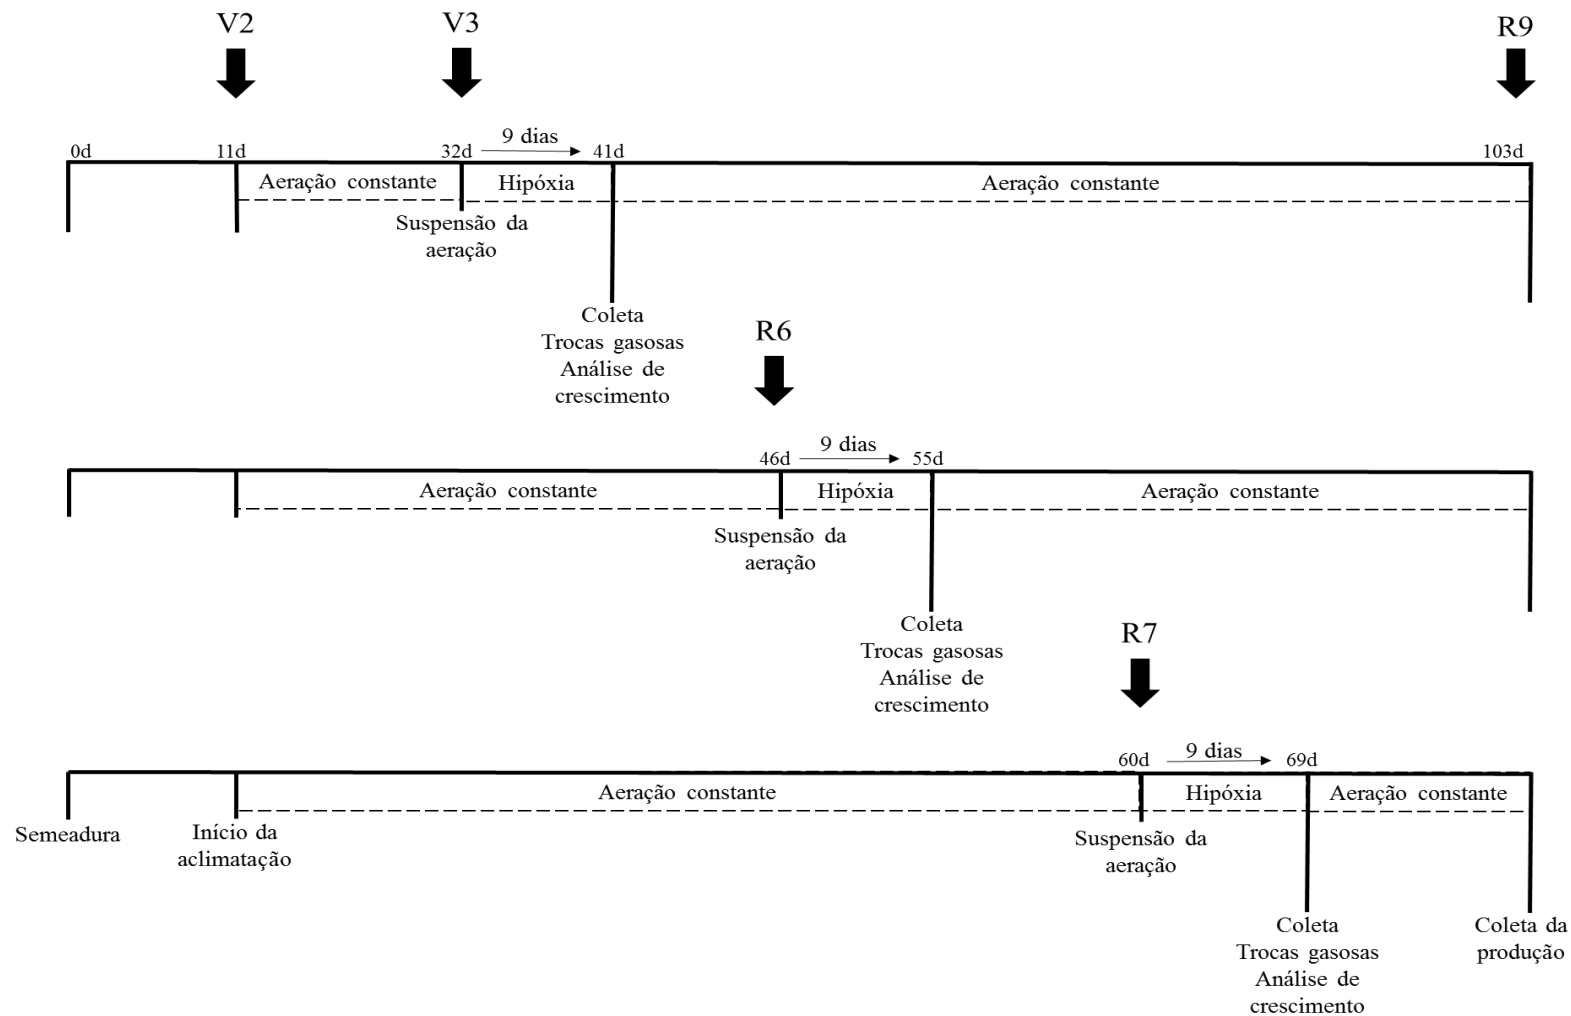 V2
V3
R9
9 dias
0d
11d
32d
41d
103d
Aeração constante
Hipóxia
Aeração constante
Suspensão da
aeração
Coleta
Trocas gasosas
Análise de
crescimento
R6
9 dias
46d
55d
Aeração constante
Hipóxia
Aeração constante
Suspensão da
aeração
Coleta
Trocas gasosas
Análise de
crescimento
R7
9 dias
60d
69d
Aeração constante
Hipóxia
Aeração constante
Semeadura
Início da
aclimatação
Suspensão da
aeração
Coleta
Trocas gasosas
Análise de
crescimento
Coleta da
produção